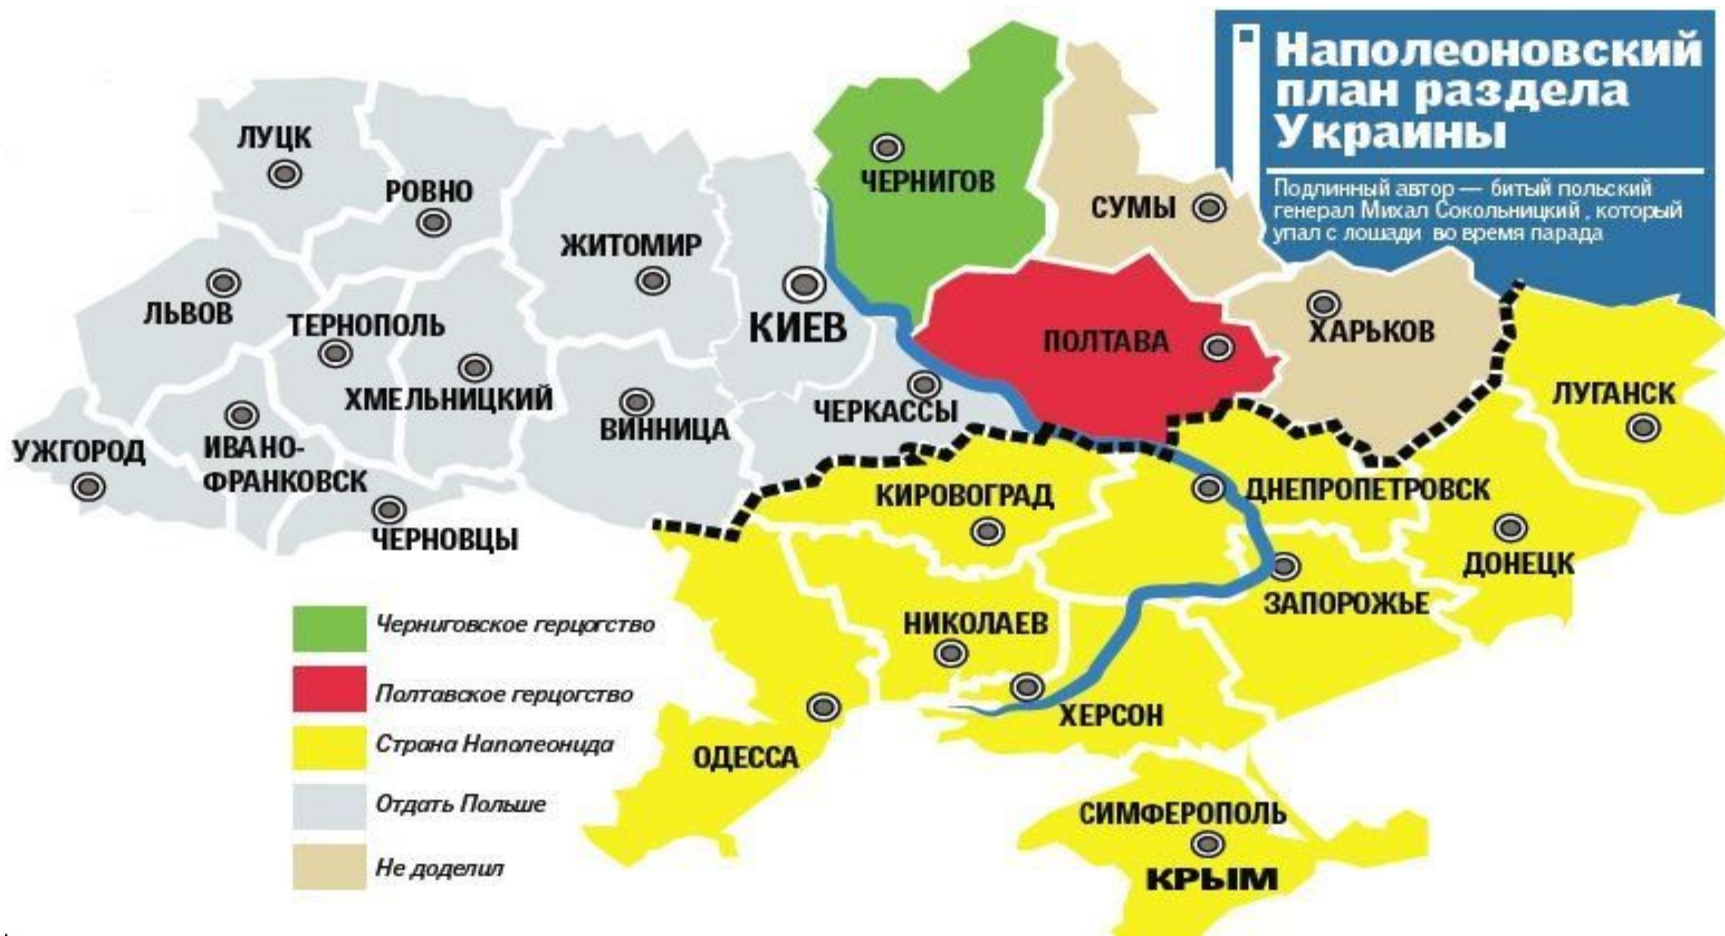 Наполеоновский
план раздела
Украины
Подлинный автор — битый польский
генерал Михал Сокольницкий , который
упал с лошади во время парада
ЛУЦК
РОВНО
ЧЕРНИГОВ
СУМЫ
ЖИТОМИР
ЛЬВОВ
ТЕРНОПОЛЬ
КИЕВ
ПОЛТАВА
ХАРЬКОВ
ХМЕЛЬНИЦКИЙ
ВИННИЦА
ЧЕРКАССЫ
ЛУГАНСК
УЖГОРОД
ИВАНО-
ФРАНКОВСК
ЧЕРНОВЦЫ
КИРОВОГРАД
ДНЕПРОПЕТРОВСК
ДОНЕЦК
ЗАПОРОЖЬЕ
НИКОЛАЕВ
ХЕРСОН
ОДЕССА
СИМФЕРОПОЛЬ
КРЫМ
Черниговское герцогство
Полтавское герцогство
Страна Наполеонида
Отдать Польше
Не доделил